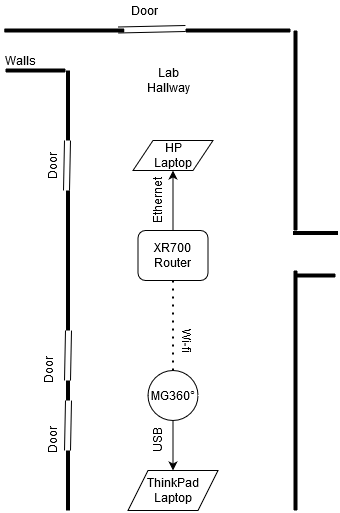 Door
Walls
Lab
Hallway
HP
Laptop
Door
Ethernet
XR700
Router
Wi-fi
Door
MG360°
Door
USB
ThinkPad
Laptop